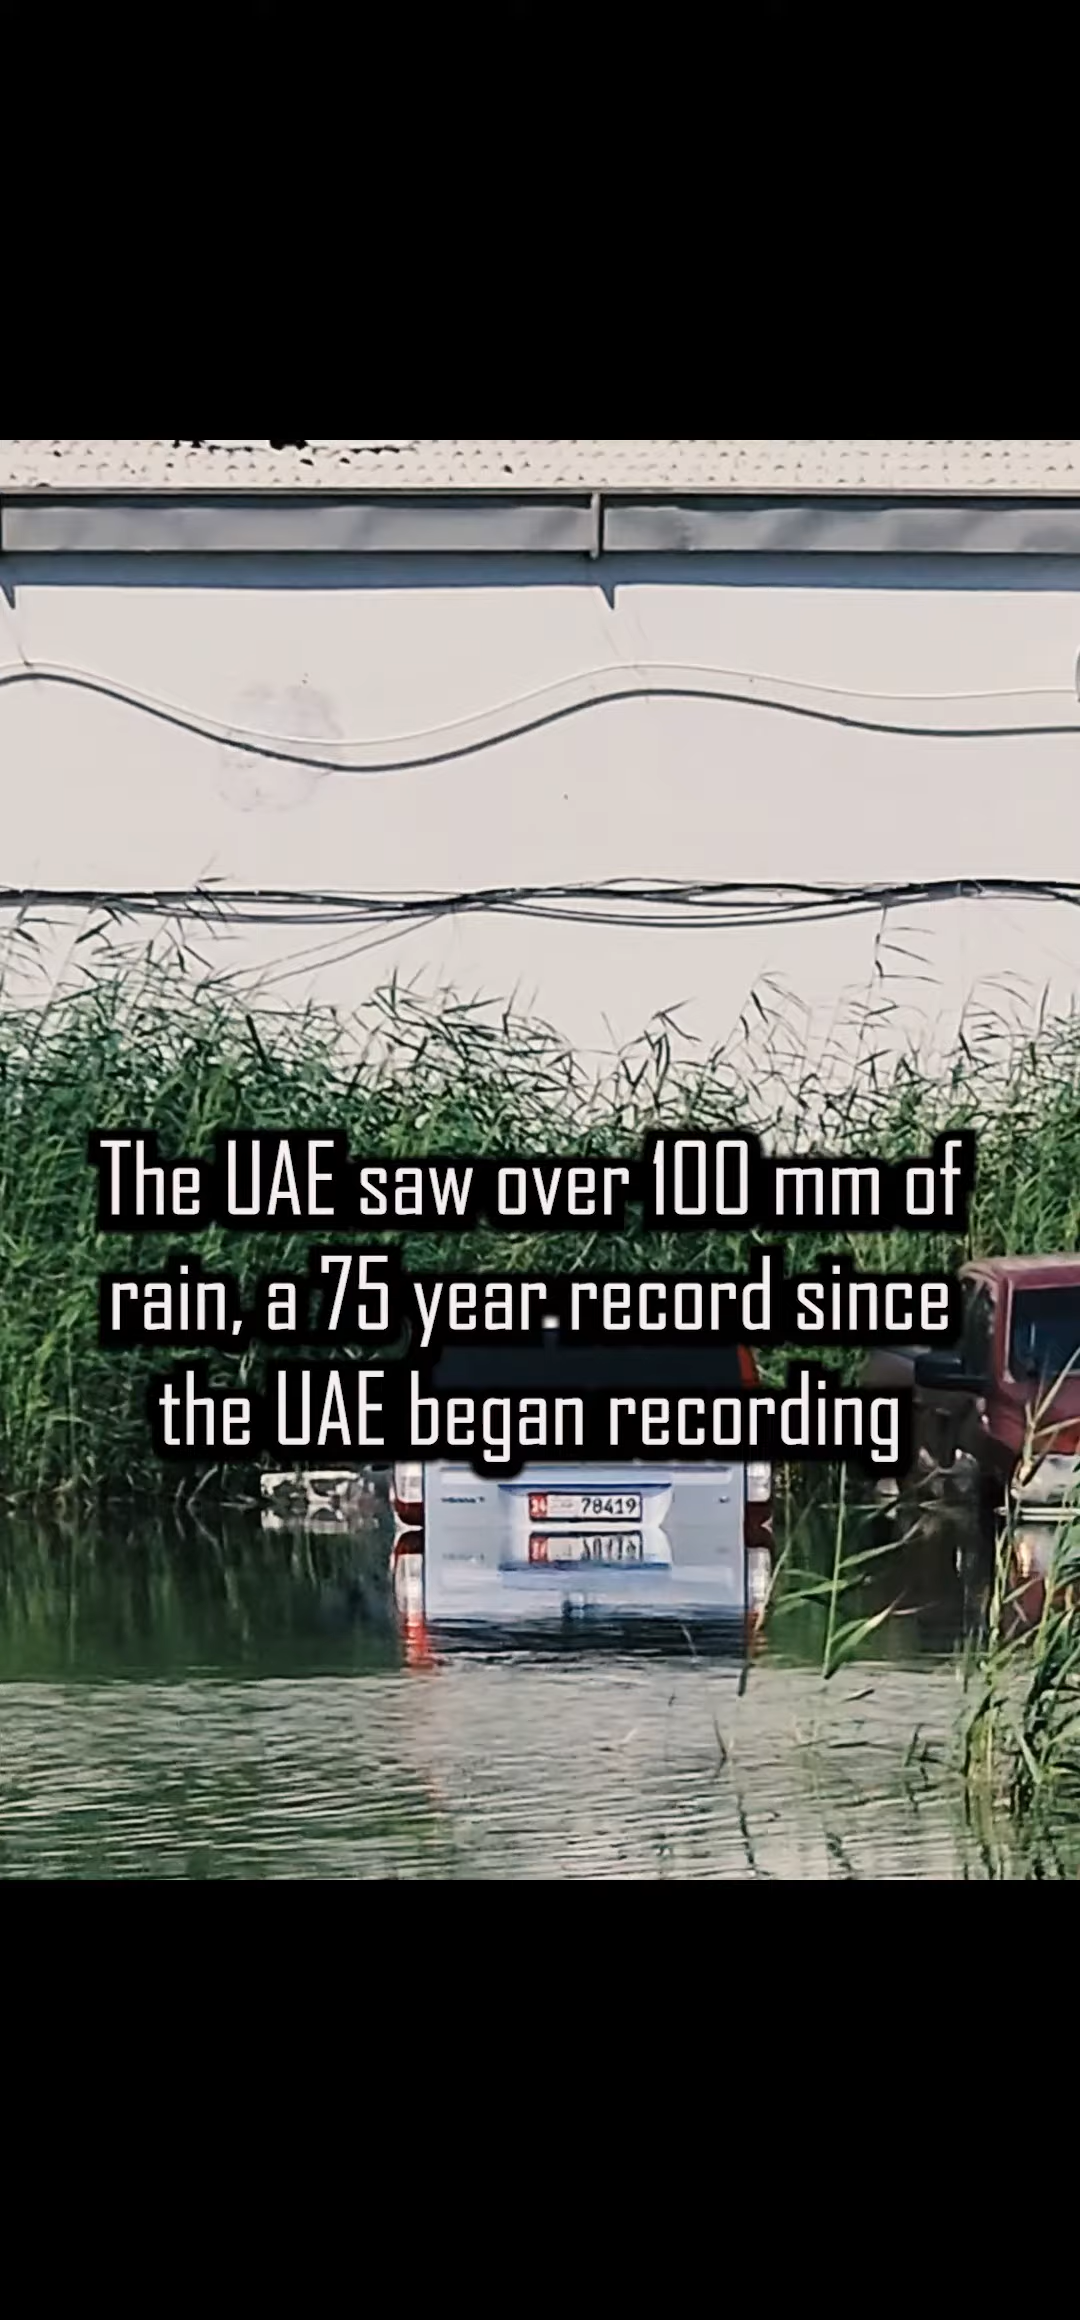 The UAE saw over 100 mm of
rain, a 75 year record since
the UAE began recording
78419